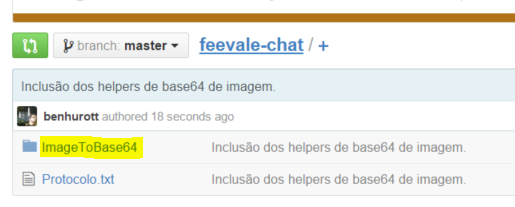 branch: master feevale-chat / +
Inclusão dos helpers de base64 de imagem.
benhurott authored 18 seconds ago
ImageToBase64 Inclusão dos helpers de base64 de imagem.
Protocolo.txt Inclusão dos helpers de base64 de imagem.